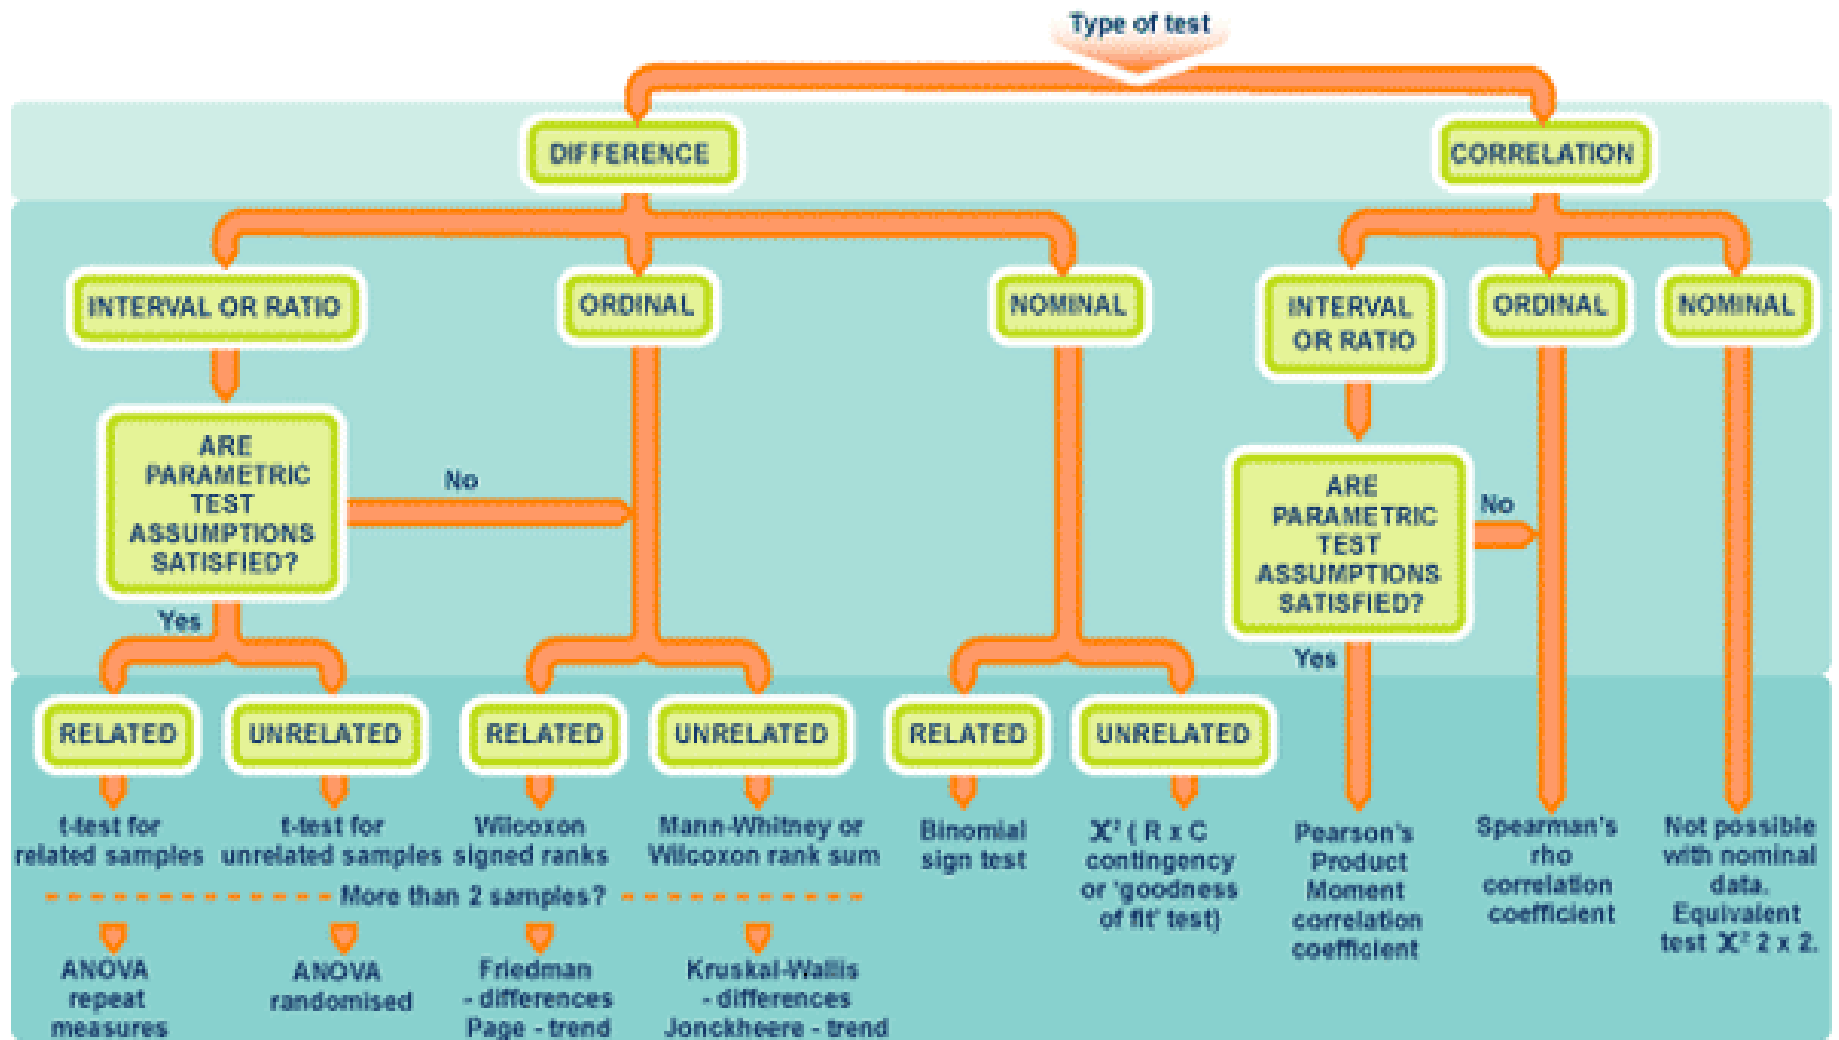 Type of test
DIFFERENCE
CORRELATION
INTERVAL OR RATIO
ORDINAL
NOMINAL
INTERVAL
OR RATIO
ORDINAL
NOMINAL
ARE
PARAMETRIC
TEST
ASSUMPTIONS
SATISFIED?
No
Yes
ARE
PARAMETRIC
TEST
ASSUMPTIONS
SATISFIED?
No
Yes
RELATED
UNRELATED
RELATED
UNRELATED
RELATED
UNRELATED
t-test for
related samples
t-test for
unrelated samples
Wilcoxon
signed ranks
Mann-Whitney or
Wilcoxon rank sum
Binomial
sign test
X² ( R x C
contingency
or 'goodness
of fit' test)
Pearson's
Product
Moment
correlation
coefficient
Spearman's
rho
correlation
coefficient
Not possible
with nominal
data.
Equivalent
test X² 2 x 2.
More than 2 samples?
ANOVA
repeat
measures
ANOVA
randomised
Friedman
- differences
Page - trend
Kruskal-Wallis
- differences
Jonckheere - trend